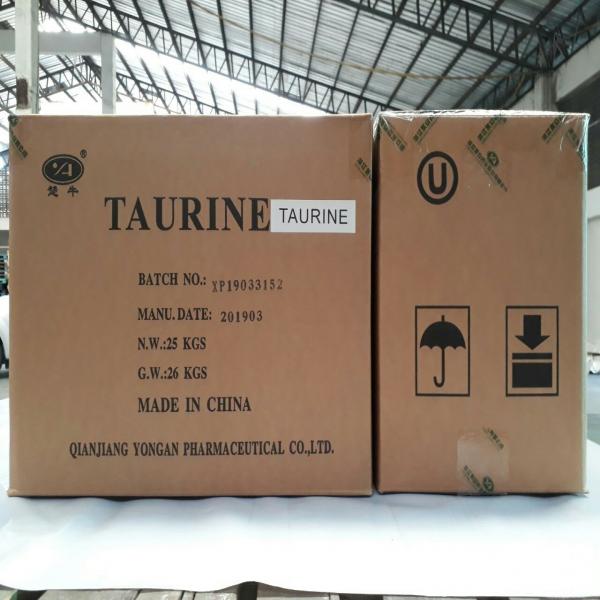 ®
楚牛
TAURINE TAURINE
BATCH NO.: XP19033152
MANU.DATE: 201903
N.W.:25 KGS
G.W.:26 KGS
MADE IN CHINA
QIANJIANG YONGAN PHARMACEUTICAL CO.,LTD.
U